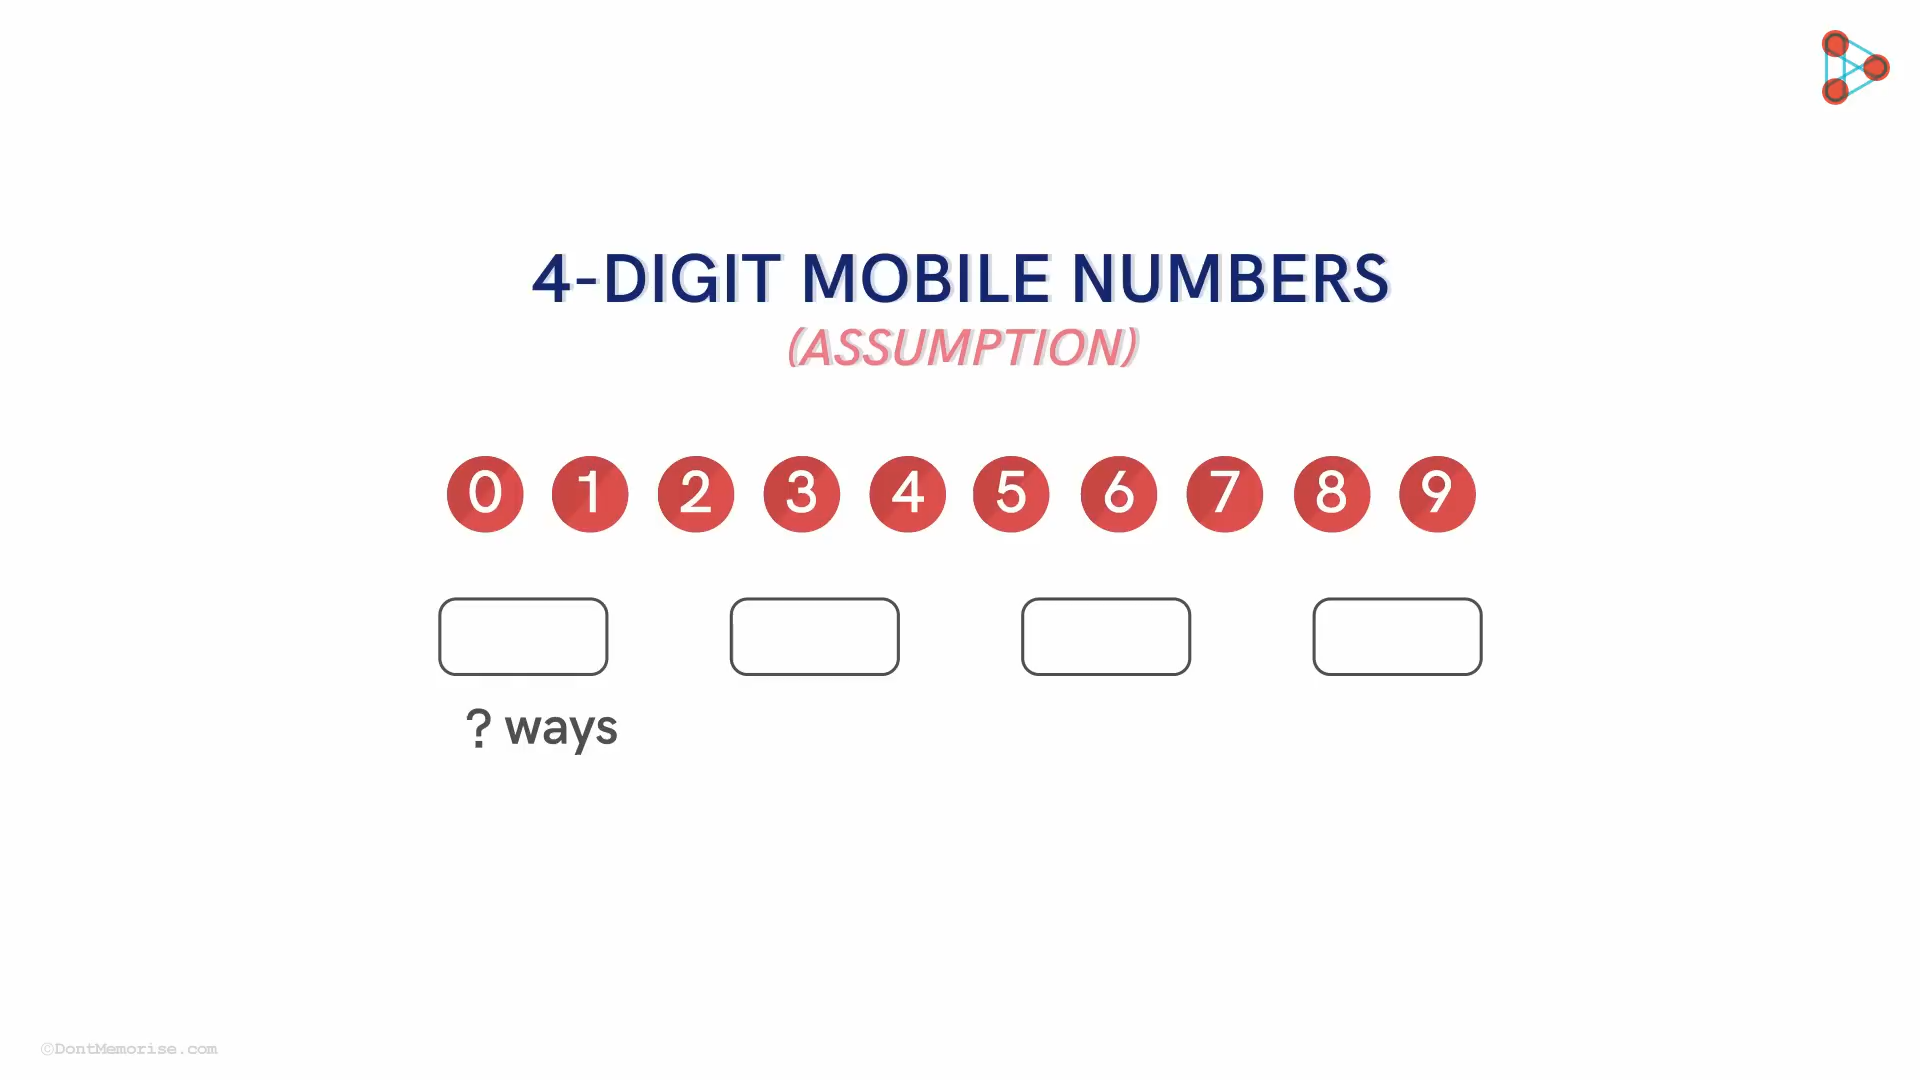 4-DIGIT MOBILE NUMBERS
(ASSUMPTION)
0 1 2 3 4 5 6 7 8 9
? ways
©DontMemorise.com